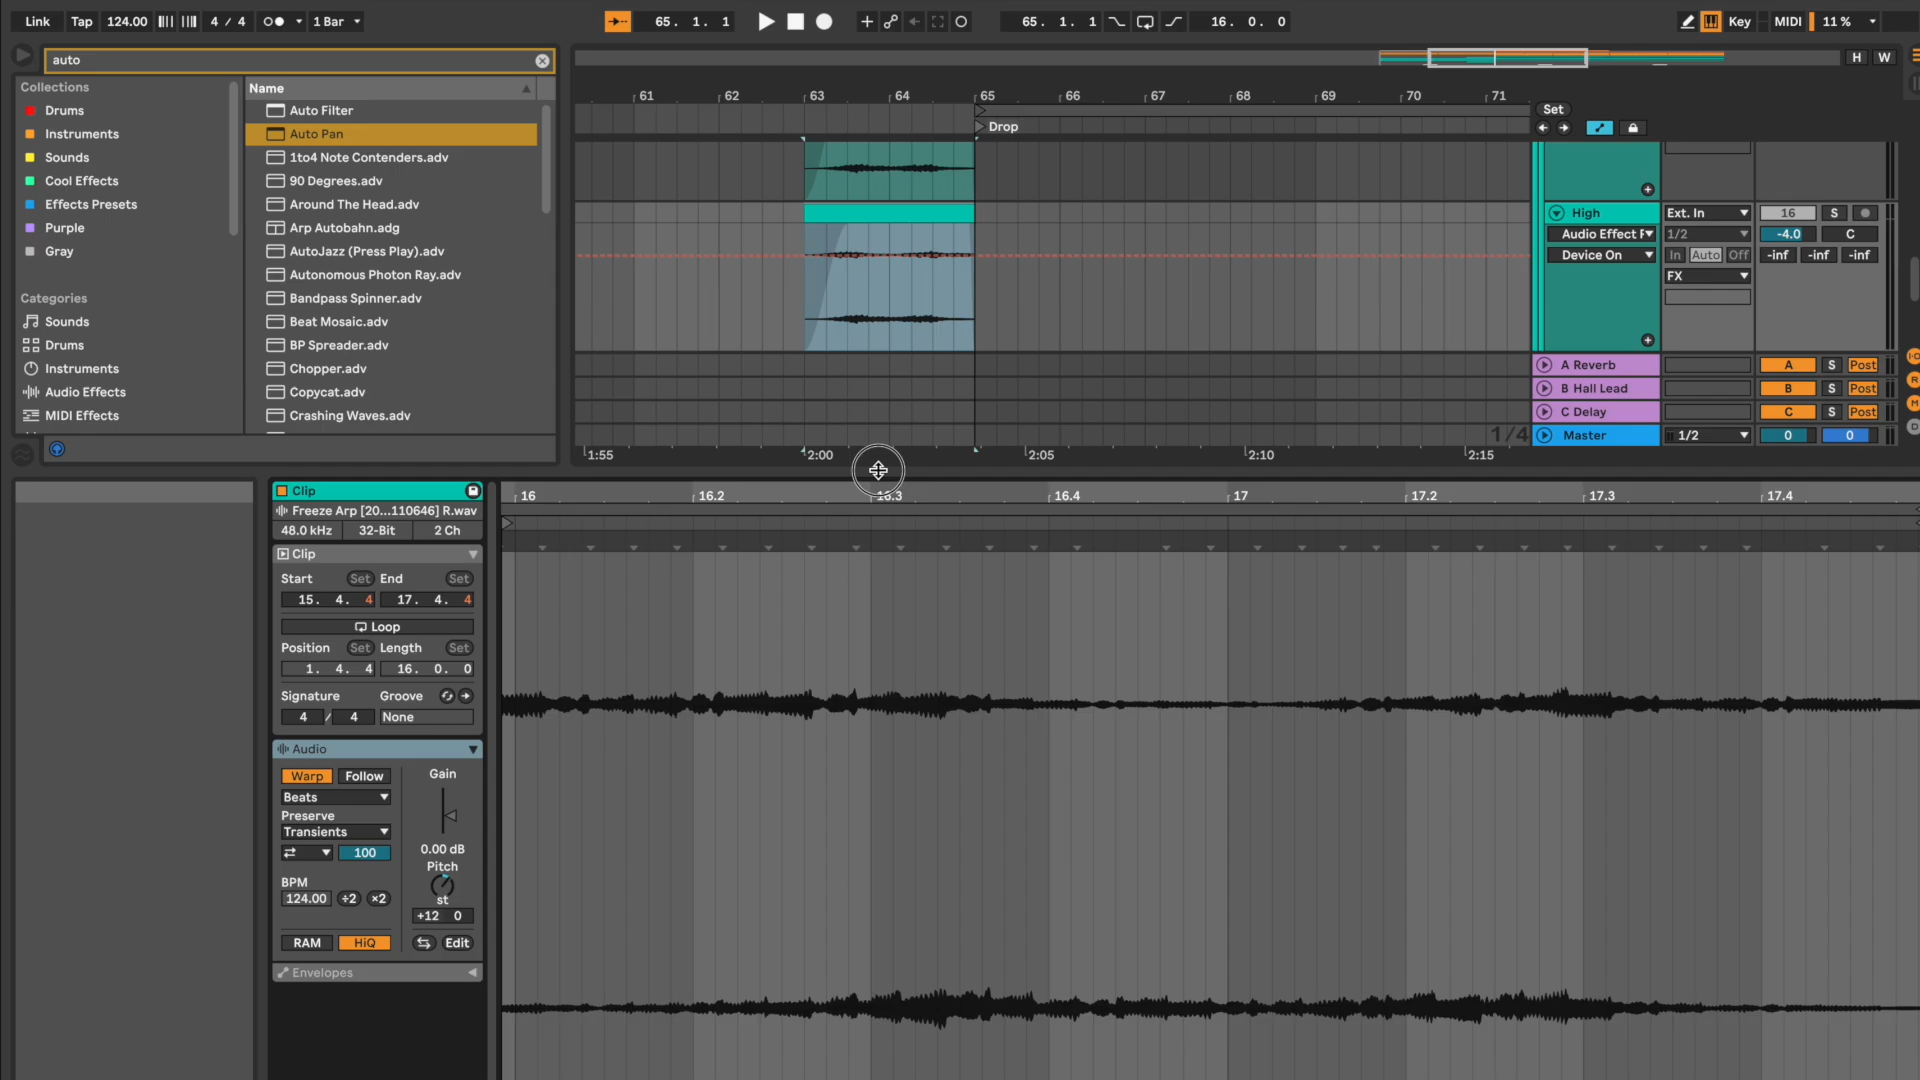 Link Tap 124.00 4 / 4 1 Bar 65. 1. 1 65. 1. 1 16. 0. 0 Key MIDI 11 %
auto
H W
Collections
Drums
Instruments
Sounds
Cool Effects
Effects Presets
Purple
Gray
Categories
Sounds
Drums
Instruments
Audio Effects
MIDI Effects
Name
Auto Filter
Auto Pan
1to4 Note Contenders.adv
90 Degrees.adv
Around The Head.adv
Arp Autobahn.adg
AutoJazz (Press Play).adv
Autonomous Photon Ray.adv
Bandpass Spinner.adv
Beat Mosaic.adv
BP Spreader.adv
Chopper.adv
Copycat.adv
Crashing Waves.adv
61 62 63 64 65 66 67 68 69 70 71
Set
Drop
High Ext. In 16 S
Audio Effect 1/2 -4.0 C
Device On In Auto Off -inf -inf -inf
FX
A Reverb A S Post
B Hall Lead B S Post
C Delay C S Post
1/4 Master 1/2 0 0
1:55 2:00 2:05 2:10 2:15
Clip
Freeze Arp [20...110646] R.wav
48.0 kHz 32-Bit 2 Ch
Clip
Start Set End Set
15. 4. 4 17. 4. 4
Loop
Position Set Length Set
1. 4. 4 16. 0. 0
Signature Groove
4 / 4 None
Audio
Warp Follow Gain
Beats
Preserve
Transients
100 0.00 dB
Pitch
BPM
124.00 ÷2 ×2 st
+12 0
RAM HiQ Edit
Envelopes
16 16.2 16.3 16.4 17 17.2 17.3 17.4